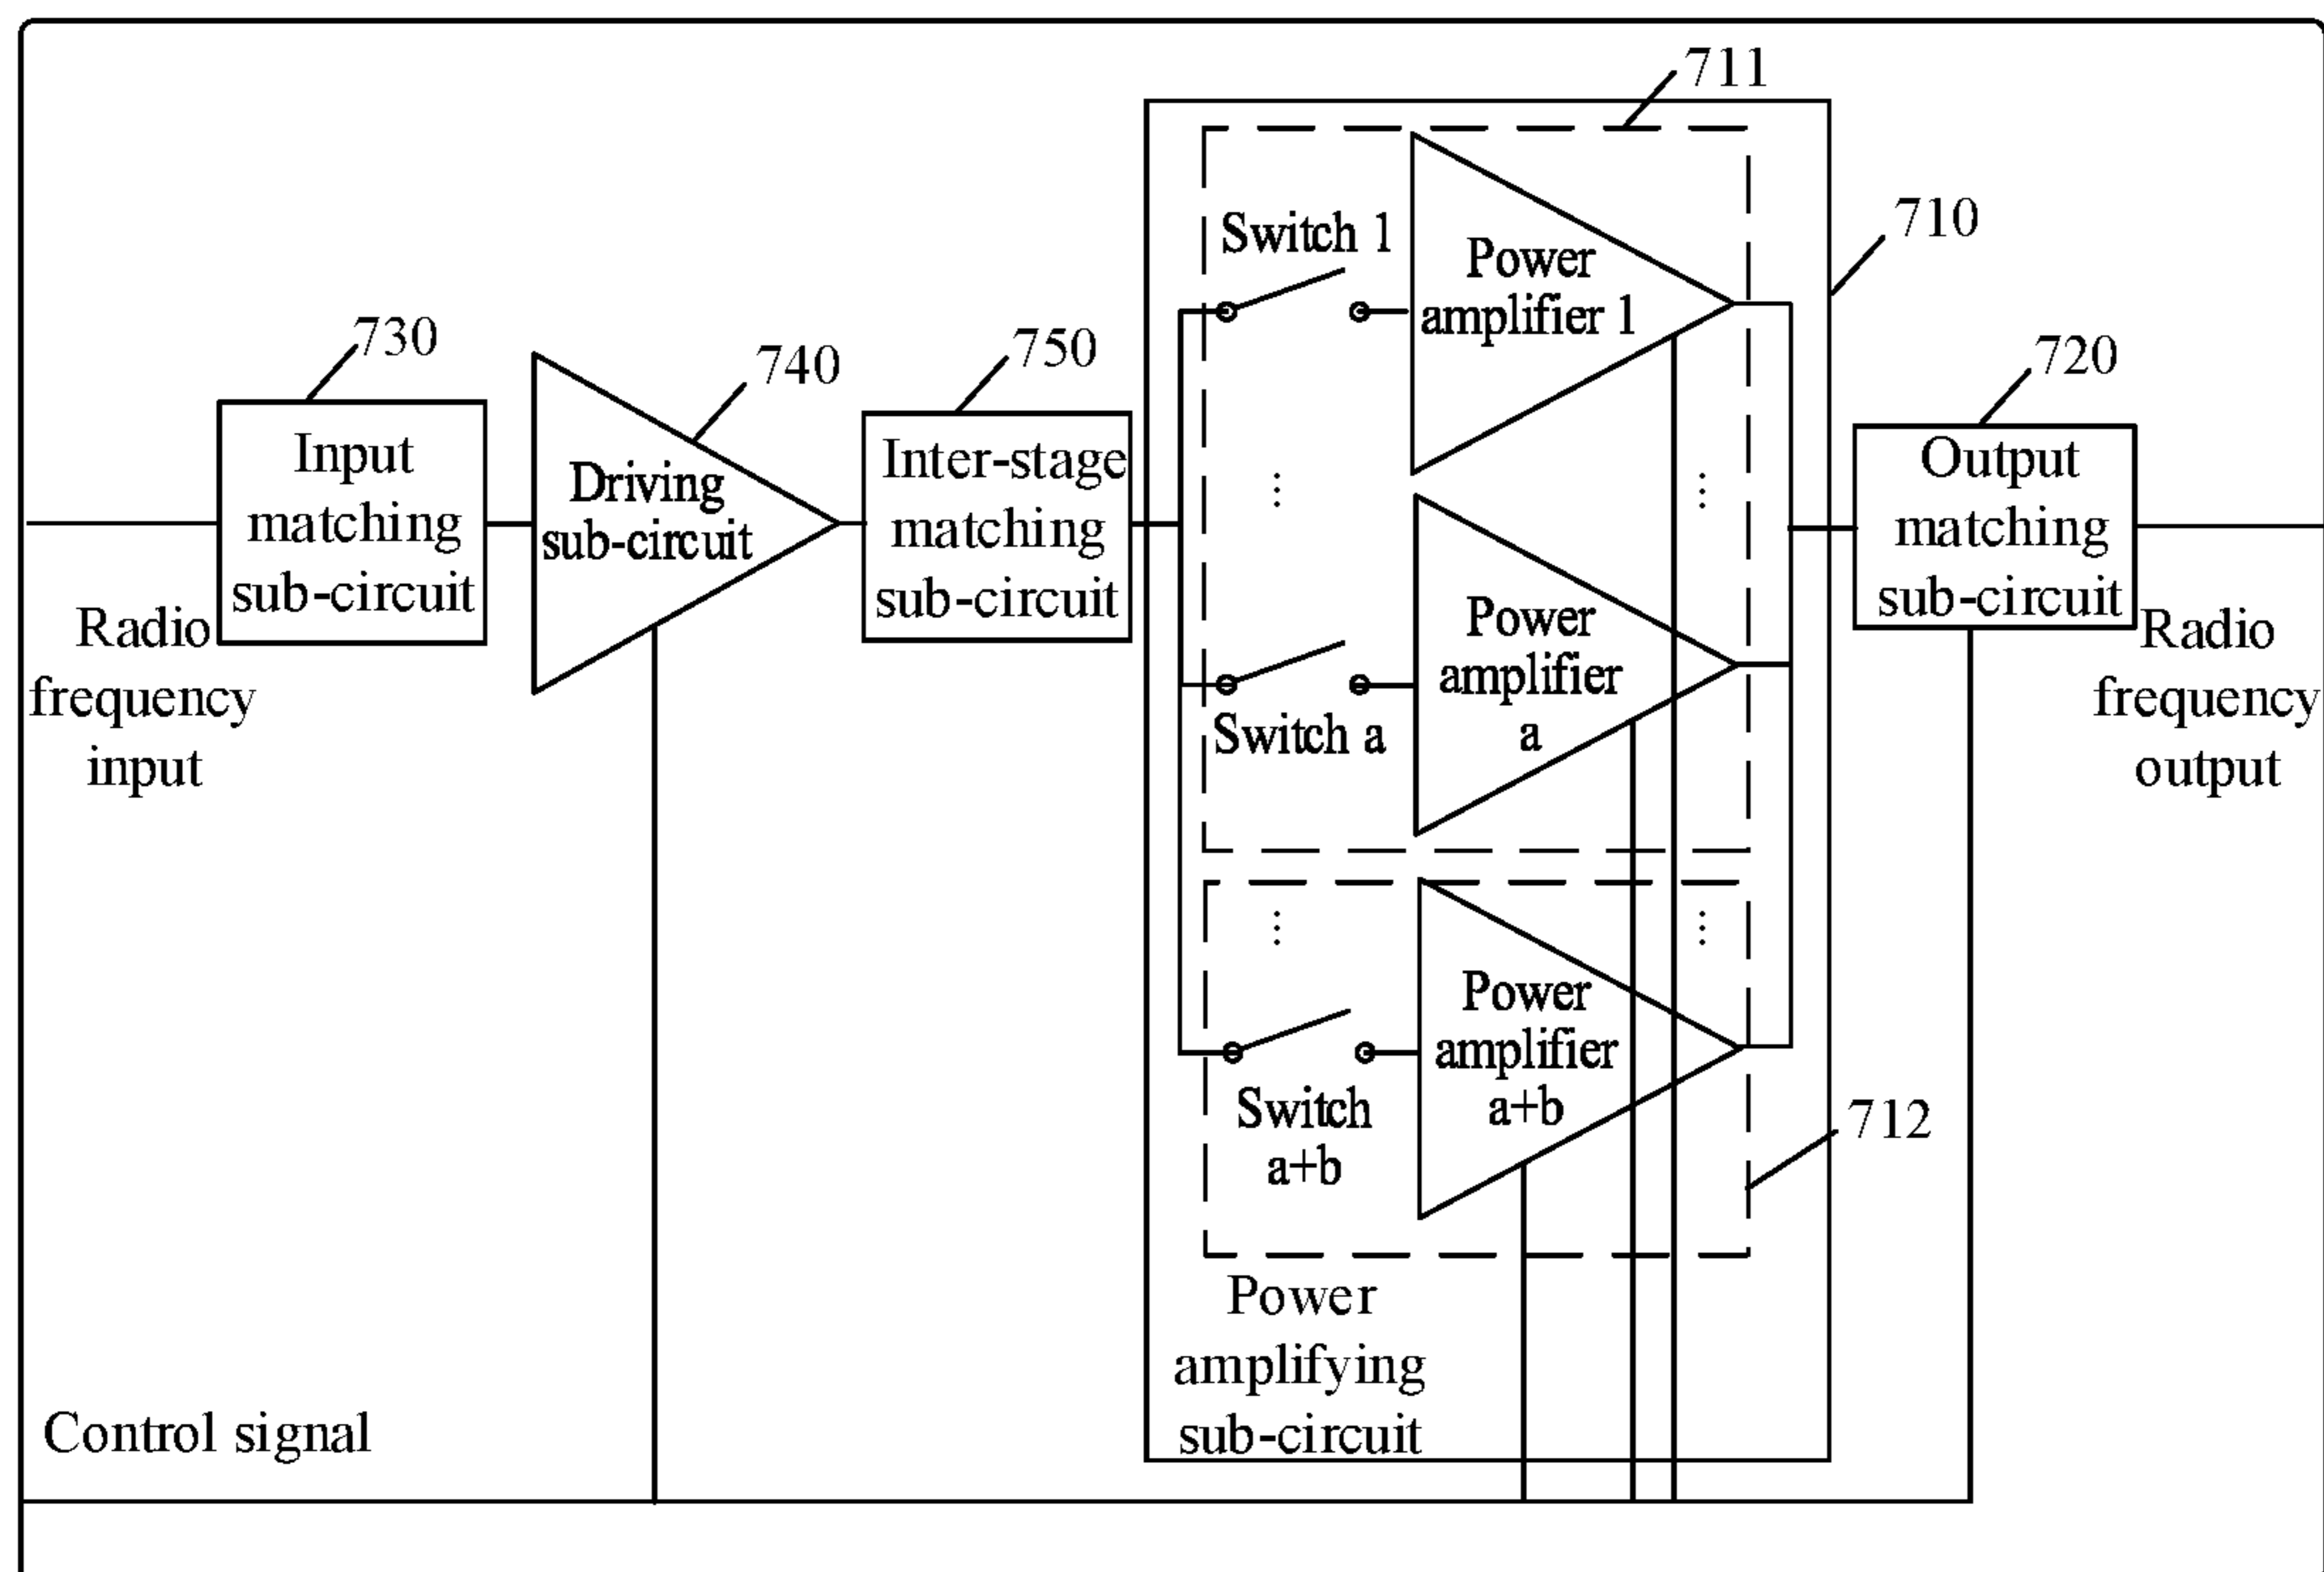 711
710
Switch 1
Power
amplifier 1
730
740
750
720
Input
matching
sub-circuit
Driving
sub-circuit
Inter-stage
matching
sub-circuit
Output
matching
sub-circuit
Radio
frequency
input
Switch a
Power
amplifier
a
Radio
frequency
output
Power
amplifier
a+b
Switch
a+b
712
Power
amplifying
sub-circuit
Control signal